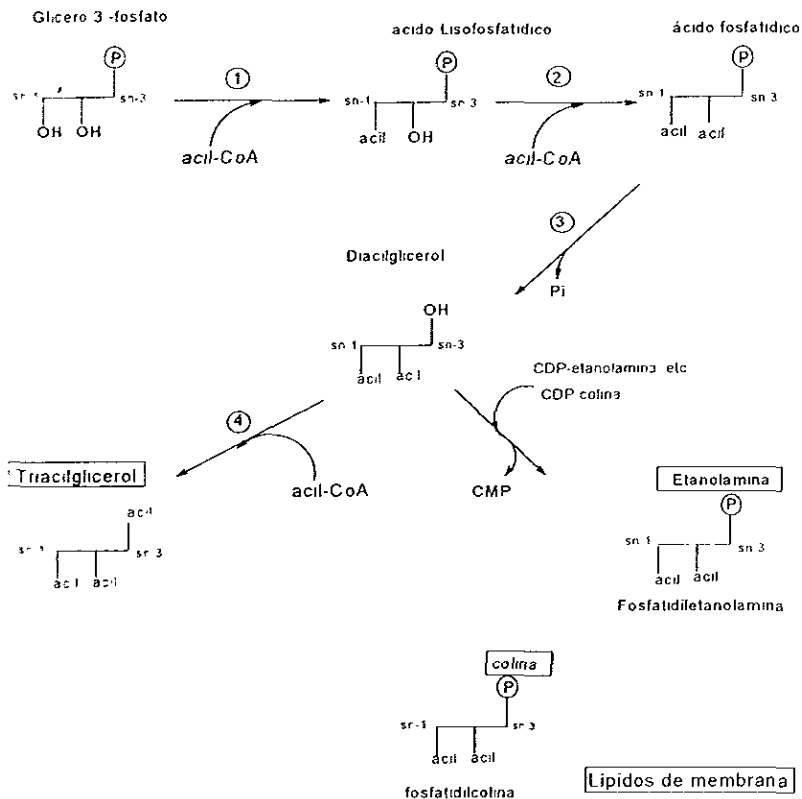 Glicero 3 -fosfato
P
sn-1
sn-3
OH OH
1
acil-CoA
acido Lisofosfatidico
P
sn-1
sn 3
acil OH
2
acil-CoA
ácido fosfatidico
P
sn 1
sn 3
acil acil
3
Pi
Diacilglicerol
OH
sn 1
sn-3
acil acil
CDP-etanolamina etc
CDP colina
CMP
4
acil-CoA
Triacilglicerol
acil
sn 1
sn 3
acil acil
Etanolamina
P
sn 1
sn 3
acil acil
Fosfatidiletanolamina
colina
P
sn-1
sn 3
acil acil
fosfatidilcolina
Lipidos de membrana